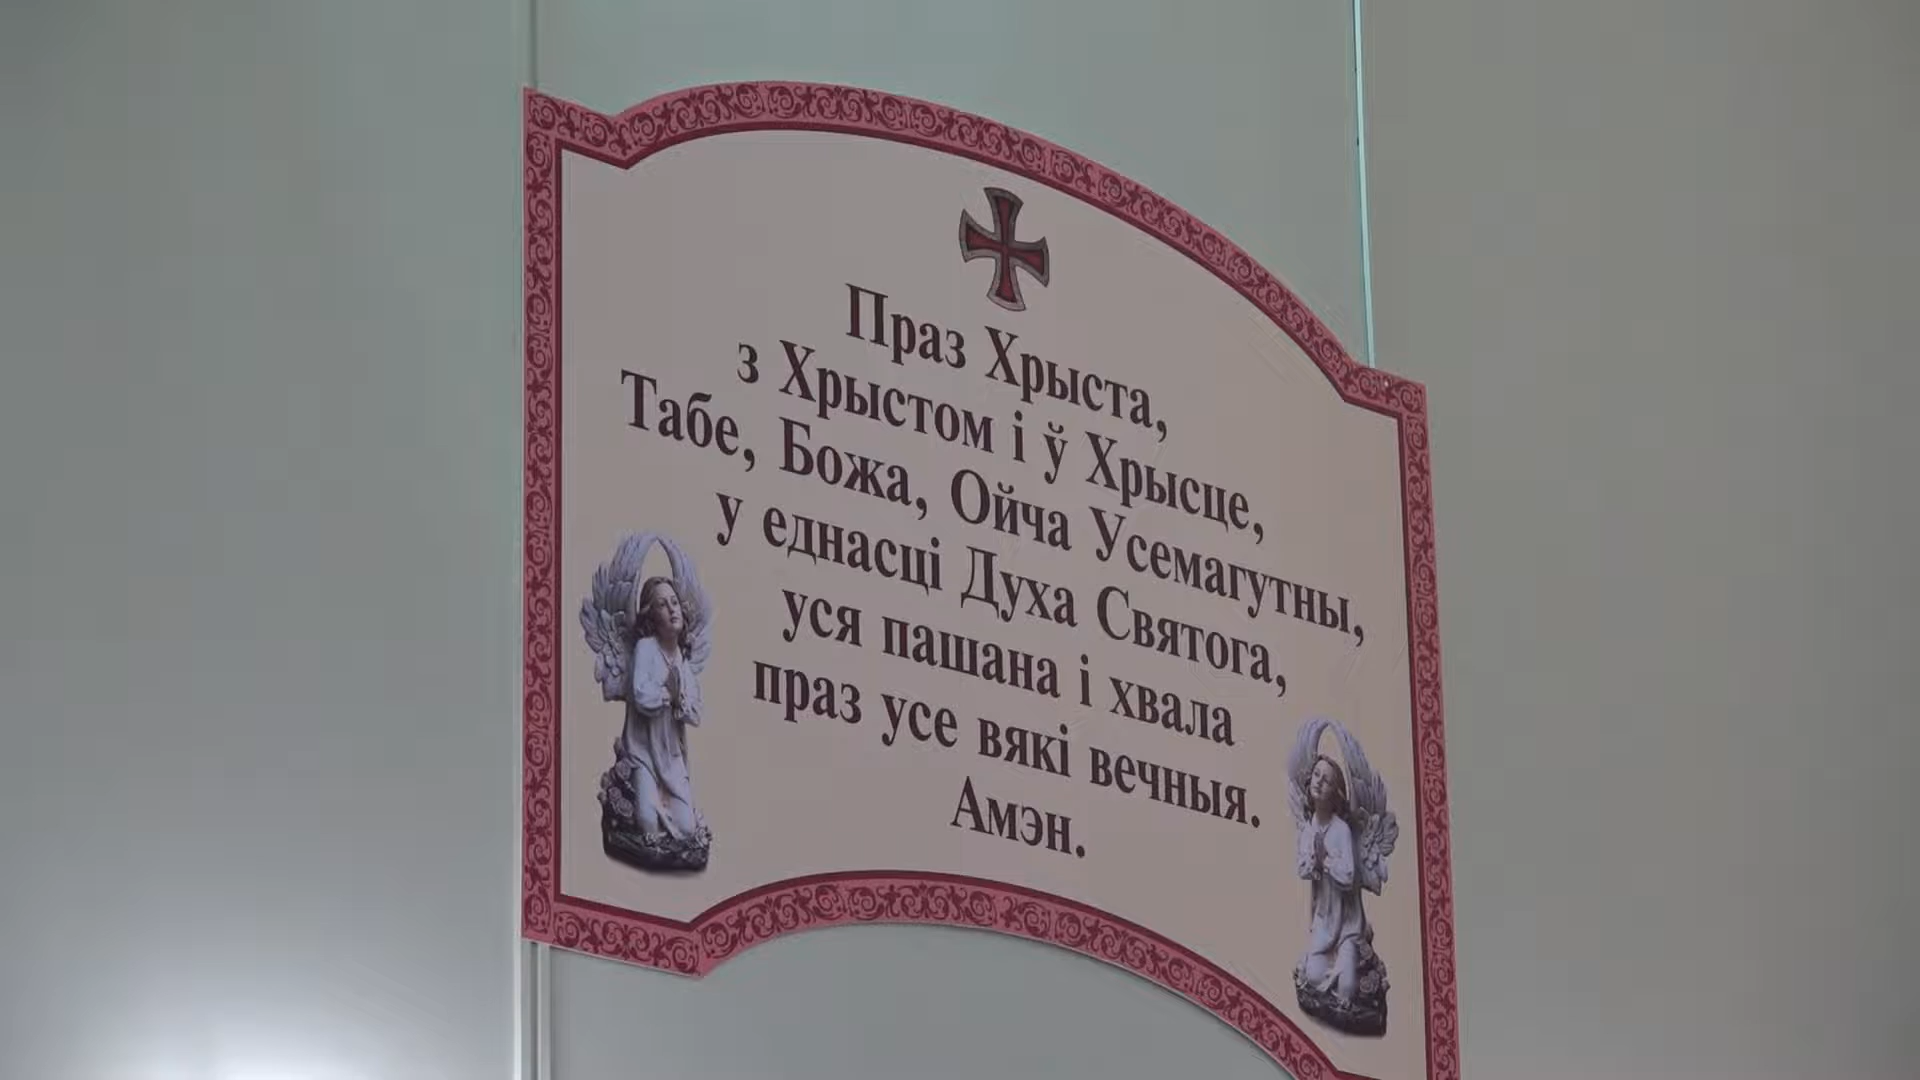 Праз Хрыста,
з Хрыстом і ў Хрысце,
Табе, Божа, Ойча Усемагутны,
у еднасці Духа Святога,
уся пашана і хвала
праз усе вякі вечныя.
Амэн.